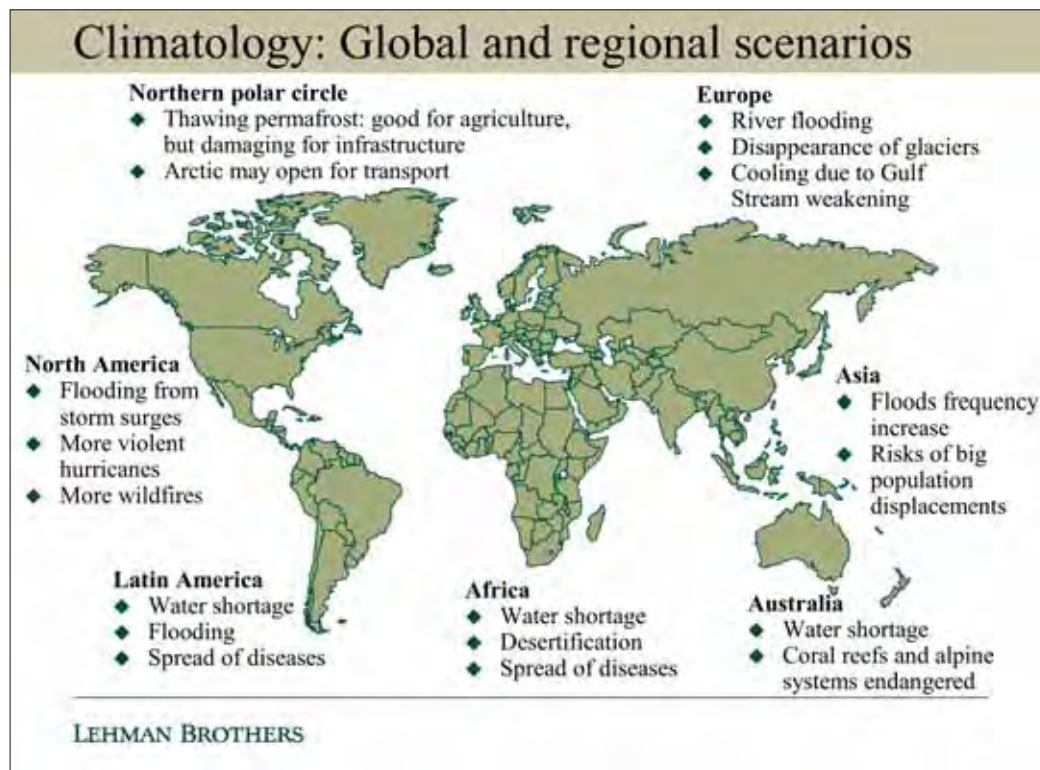 Climatology: Global and regional scenarios
Northern polar circle
◆ Thawing permafrost: good for agriculture,
but damaging for infrastructure
◆ Arctic may open for transport
Europe
◆ River flooding
◆ Disappearance of glaciers
◆ Cooling due to Gulf
Stream weakening
North America
◆ Flooding from
storm surges
◆ More violent
hurricanes
◆ More wildfires
Asia
◆ Floods frequency
increase
◆ Risks of big
population
displacements
Latin America
◆ Water shortage
◆ Flooding
◆ Spread of diseases
Africa
◆ Water shortage
◆ Desertification
◆ Spread of diseases
Australia
◆ Water shortage
◆ Coral reefs and alpine
systems endangered
LEHMAN BROTHERS